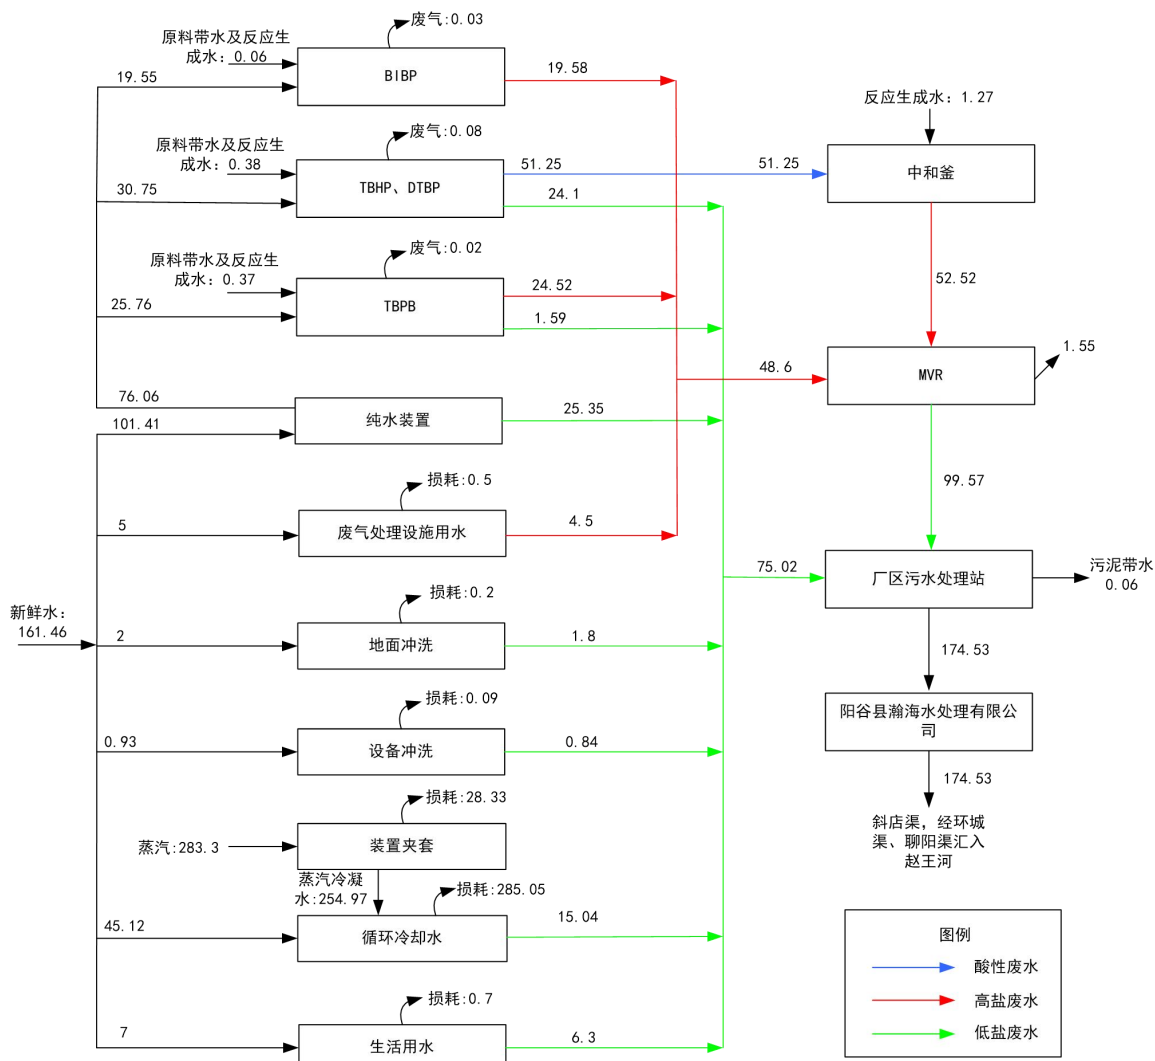 废气:0.03
原料带水及反应生
成水: 0.06
19.55
BIBP
19.58
反应生成水: 1.27
废气:0.08
原料带水及反应生
成水: 0.38
30.75
TBHP、DTBP
51.25
51.25
24.1
中和釜
废气:0.02
原料带水及反应生
成水: 0.37
25.76
TBPB
24.52
1.59
52.52
48.6
MVR
1.55
76.06
101.41
纯水装置
25.35
损耗:0.5
5
废气处理设施用水
4.5
99.57
75.02
厂区污水处理站
污泥带水
0.06
新鲜水:
161.46
损耗:0.2
2
地面冲洗
1.8
174.53
损耗:0.09
0.93
设备冲洗
0.84
阳谷县瀚海水处理有限公
司
174.53
损耗:28.33
蒸汽:283.3
装置夹套
斜店渠，经环城
渠、聊阳渠汇入
赵王河
蒸汽冷凝
水:254.97
损耗:285.05
45.12
循环冷却水
15.04
损耗:0.7
7
生活用水
6.3
图例
酸性废水
高盐废水
低盐废水